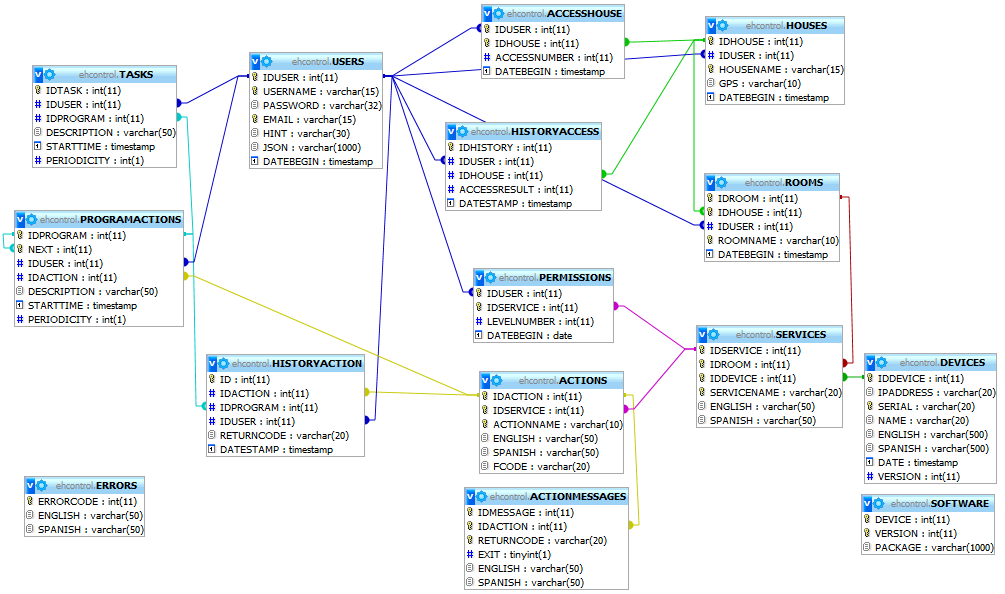 ehcontrol.ACCESSHOUSE
IDUSER : int(11)
IDHOUSE : int(11)
ACCESSNUMBER : int(11)
DATEBEGIN : timestamp
ehcontrol.HOUSES
IDHOUSE : int(11)
IDUSER : int(11)
HOUSENAME : varchar(15)
GPS : varchar(10)
DATEBEGIN : timestamp
ehcontrol.TASKS
IDTASK : int(11)
IDUSER : int(11)
IDPROGRAM : int(11)
DESCRIPTION : varchar(50)
STARTTIME : timestamp
PERIODICITY : int(1)
ehcontrol.USERS
IDUSER : int(11)
USERNAME : varchar(15)
PASSWORD : varchar(32)
EMAIL : varchar(15)
HINT : varchar(30)
JSON : varchar(1000)
DATEBEGIN : timestamp
ehcontrol.HISTORYACCESS
IDHISTORY : int(11)
IDUSER : int(11)
IDHOUSE : int(11)
ACCESSRESULT : int(11)
DATESTAMP : timestamp
ehcontrol.ROOMS
IDROOM : int(11)
IDHOUSE : int(11)
IDUSER : int(11)
ROOMNAME : varchar(10)
DATEBEGIN : timestamp
ehcontrol.PROGRAMACTIONS
IDPROGRAM : int(11)
NEXT : int(11)
IDUSER : int(11)
IDACTION : int(11)
DESCRIPTION : varchar(50)
STARTTIME : timestamp
PERIODICITY : int(1)
ehcontrol.PERMISSIONS
IDUSER : int(11)
IDSERVICE : int(11)
LEVELNUMBER : int(11)
DATEBEGIN : date
ehcontrol.SERVICES
IDSERVICE : int(11)
IDROOM : int(11)
IDDEVICE : int(11)
SERVICENAME : varchar(20)
ENGLISH : varchar(50)
SPANISH : varchar(50)
ehcontrol.DEVICES
IDDEVICE : int(11)
IPADDRESS : varchar(20)
SERIAL : varchar(20)
NAME : varchar(20)
ENGLISH : varchar(500)
SPANISH : varchar(500)
DATE : timestamp
VERSION : int(11)
ehcontrol.HISTORYACTION
ID : int(11)
IDACTION : int(11)
IDPROGRAM : int(11)
IDUSER : int(11)
RETURNCODE : varchar(20)
DATESTAMP : timestamp
ehcontrol.ACTIONS
IDACTION : int(11)
IDSERVICE : int(11)
ACTIONNAME : varchar(10)
ENGLISH : varchar(50)
SPANISH : varchar(50)
FCODE : varchar(20)
ehcontrol.ERRORS
ERRORCODE : int(11)
ENGLISH : varchar(50)
SPANISH : varchar(50)
ehcontrol.ACTIONMESSAGES
IDMESSAGE : int(11)
IDACTION : int(11)
RETURNCODE : varchar(20)
EXIT : tinyint(1)
ENGLISH : varchar(50)
SPANISH : varchar(50)
ehcontrol.SOFTWARE
DEVICE : int(11)
VERSION : int(11)
PACKAGE : varchar(1000)